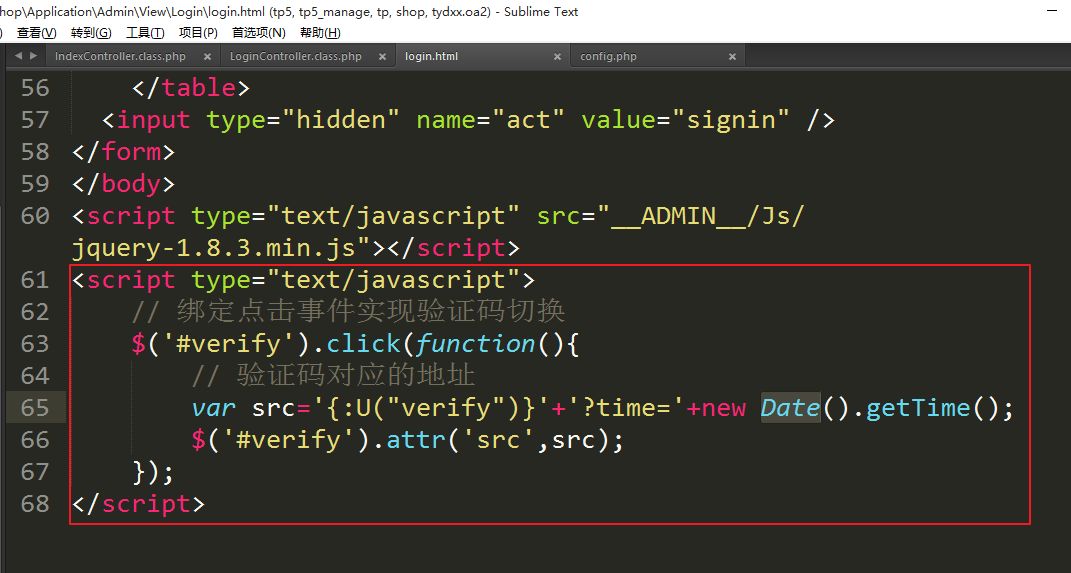 hop\Application\Admin\View\Login\login.html (tp5, tp5_manage, tp, shop, tydxx.oa2) - Sublime Text
) 查看(V) 转到(G) 工具(T) 项目(P) 首选项(N) 帮助(H)
IndexController.class.php × LoginController.class.php × login.html × config.php ×
56 </table>
57 <input type="hidden" name="act" value="signin" />
58 </form>
59 </body>
60 <script type="text/javascript" src="__ADMIN__/Js/
jquery-1.8.3.min.js"></script>
61 <script type="text/javascript">
62 // 绑定点击事件实现验证码切换
63 $('#verify').click(function(){
64 // 验证码对应的地址
65 var src='{:U("verify")}'+'?time='+new Date().getTime();
66 $('#verify').attr('src',src);
67 });
68 </script>